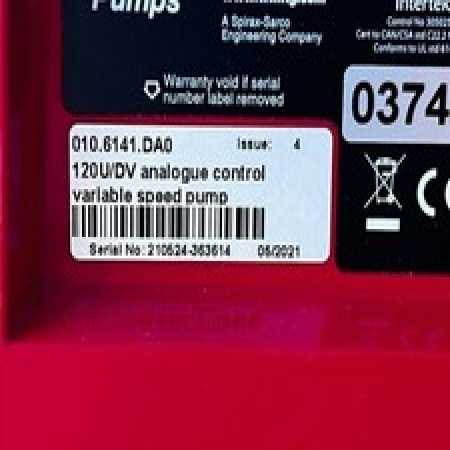 Pumps
A Spirax-Sarco
Engineering Company
Intertek
Warranty void if serial
number label removed
0374
010.6141.DA0 Issue: 4
120U/DV analogue control
variable speed pump
Serial No: 210524-363614 05/2021